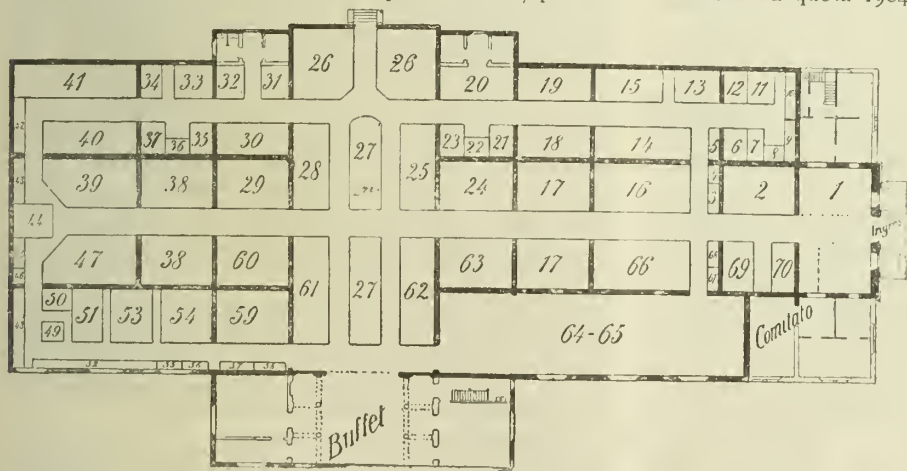 1904
26 26
41 34 33 32 31 20 19 15 13 12 11
40 37 36 35 30 28 27 25 23 22 21 18 14 5 6 7 8 9
39 38 29 24 17 16 2 1
44 Ingresso
47 38 60 61 27 62 63 17 66 69 70
50 51 53 54 59 64-65 Comitato
49
Buffet